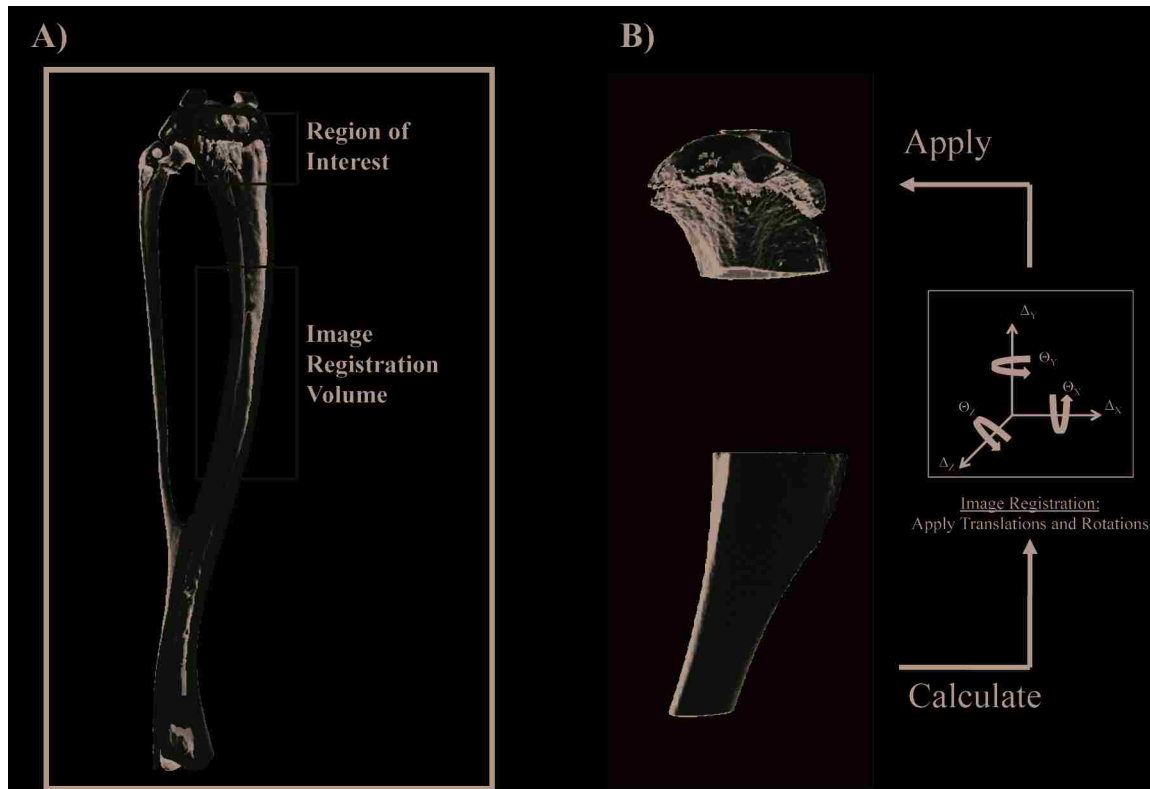 A)
Region of
Interest
Image
Registration
Volume
B)
Apply
ΔY
ΘY
ΘX
ΔX
ΘZ
ΔZ
Image Registration:
Apply Translations and Rotations
Calculate